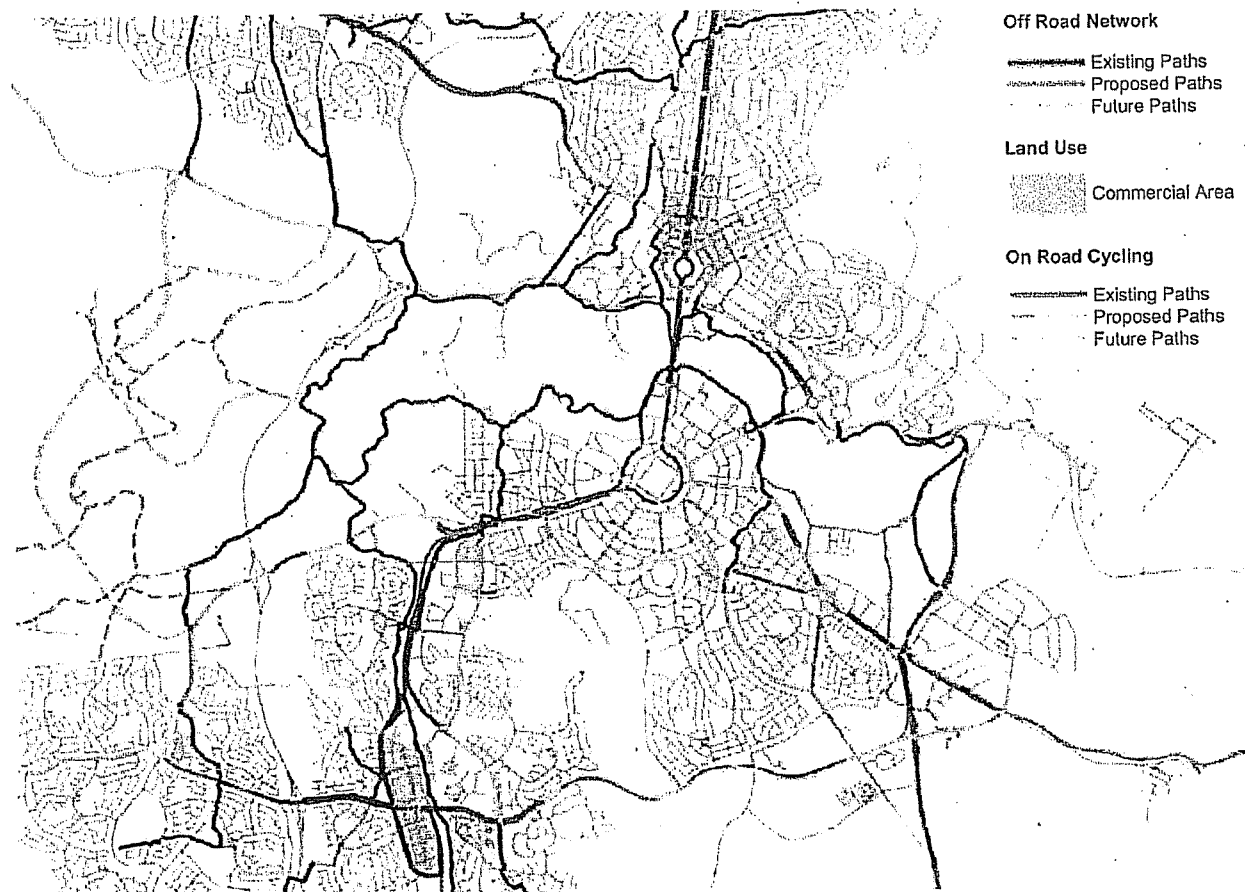 Off Road Network
Existing Paths
Proposed Paths
Future Paths
Land Use
Commercial Area
On Road Cycling
Existing Paths
Proposed Paths
Future Paths